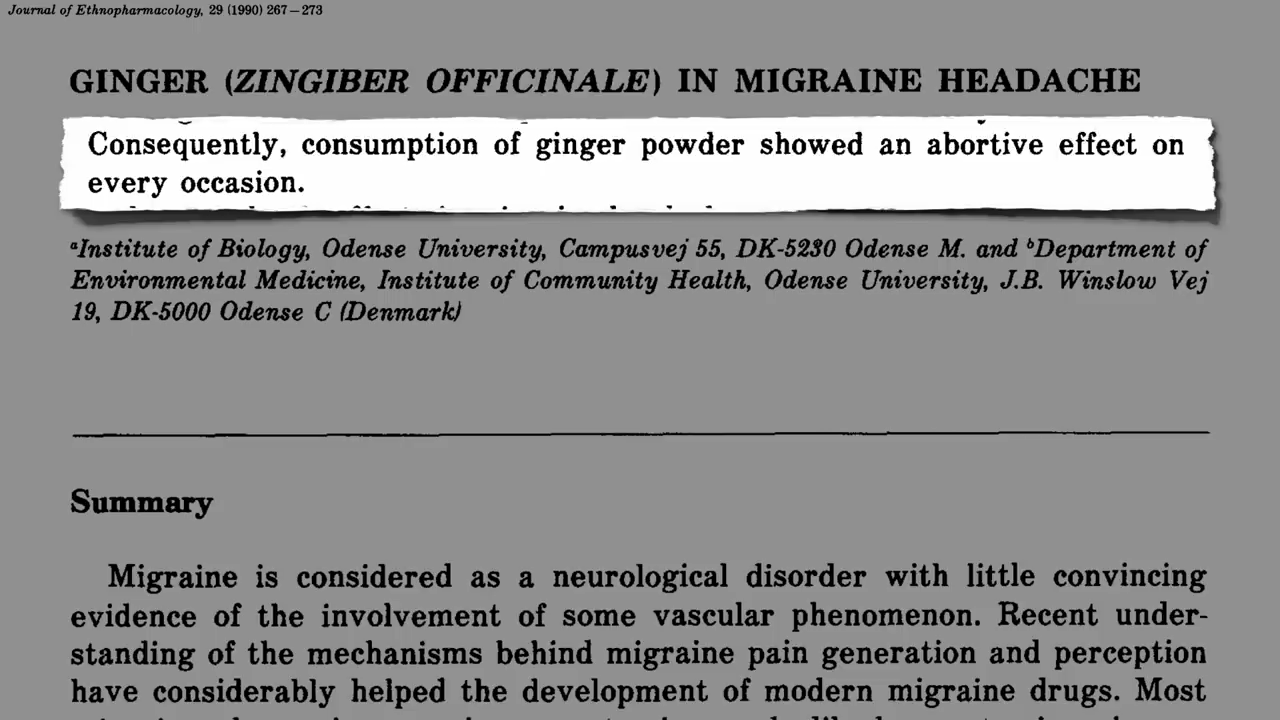 Journal of Ethnopharmacology, 29 (1990) 267–273
GINGER (ZINGIBER OFFICINALE) IN MIGRAINE HEADACHE
Consequently, consumption of ginger powder showed an abortive effect on
every occasion.
ᵃInstitute of Biology, Odense University, Campusvej 55, DK-5230 Odense M. and ᵇDepartment of
Environmental Medicine, Institute of Community Health, Odense University, J.B. Winslow Vej
19, DK-5000 Odense C (Denmark)
Summary
Migraine is considered as a neurological disorder with little convincing
evidence of the involvement of some vascular phenomenon. Recent under-
standing of the mechanisms behind migraine pain generation and perception
have considerably helped the development of modern migraine drugs. Most